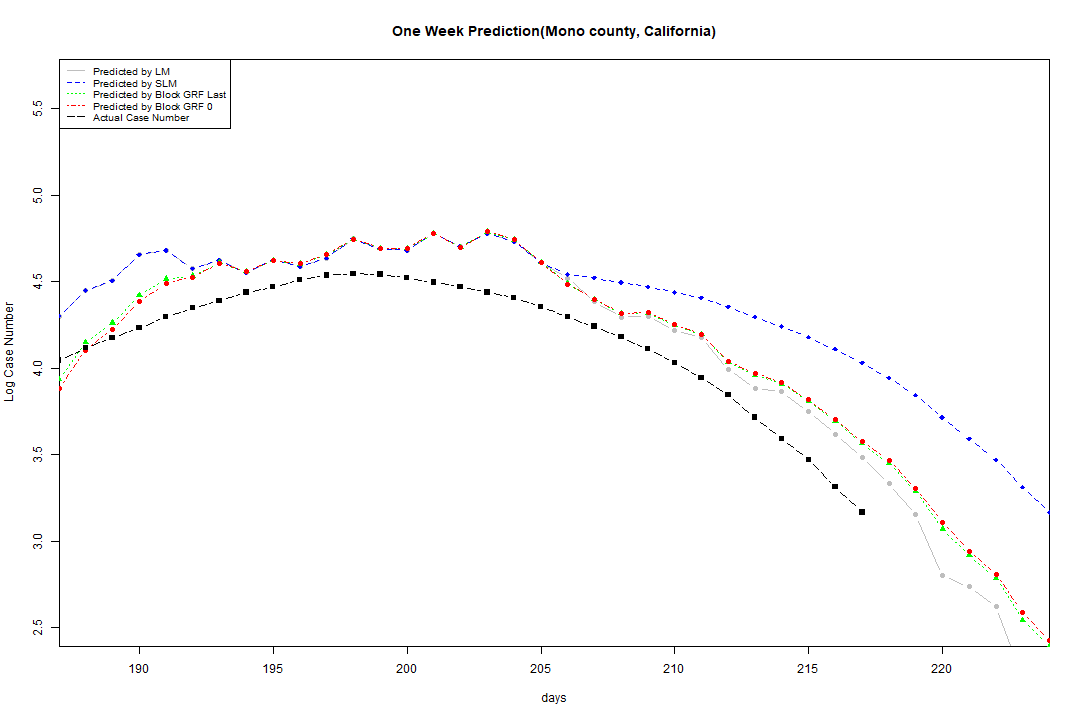 One Week Prediction(Mono county, California)
Predicted by LM
Predicted by SLM
Predicted by Block GRF Last
Predicted by Block GRF 0
Actual Case Number
5.5
5.0
4.5
4.0
3.5
3.0
2.5
Log Case Number
190 195 200 205 210 215 220
days